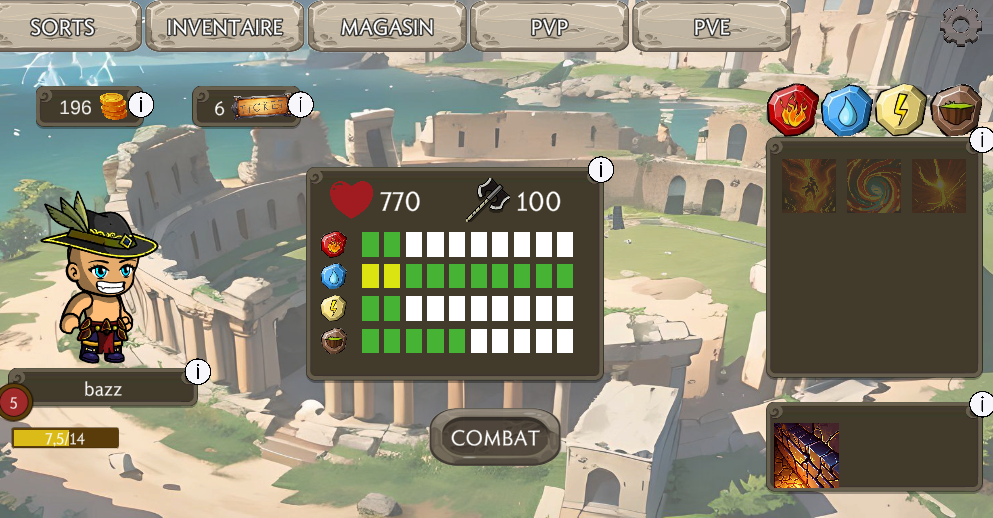 SORTS INVENTAIRE MAGASIN PVP PVE
196 i 6 TICKET i
i
770 100
i
i
bazz
5
7,5/14
COMBAT
i